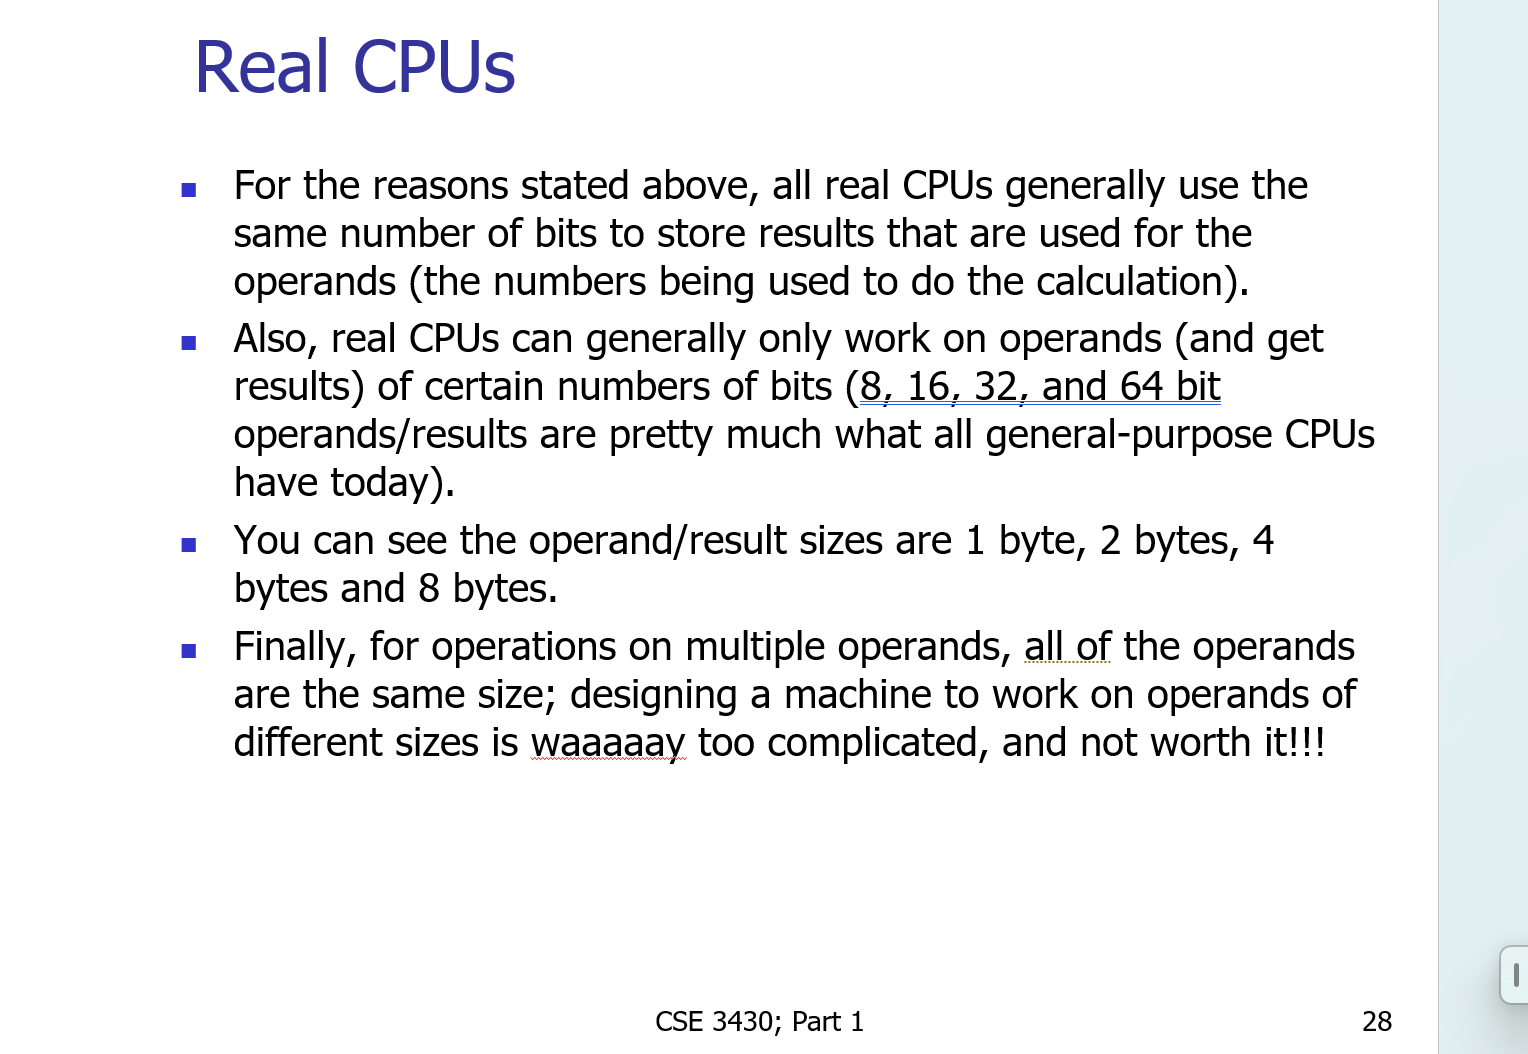 Real CPUs
For the reasons stated above, all real CPUs generally use the
same number of bits to store results that are used for the
operands (the numbers being used to do the calculation).
Also, real CPUs can generally only work on operands (and get
results) of certain numbers of bits (8, 16, 32, and 64 bit
operands/results are pretty much what all general-purpose CPUs
have today).
You can see the operand/result sizes are 1 byte, 2 bytes, 4
bytes and 8 bytes.
Finally, for operations on multiple operands, all of the operands
are the same size; designing a machine to work on operands of
different sizes is waaaaay too complicated, and not worth it!!!
CSE 3430; Part 1
28